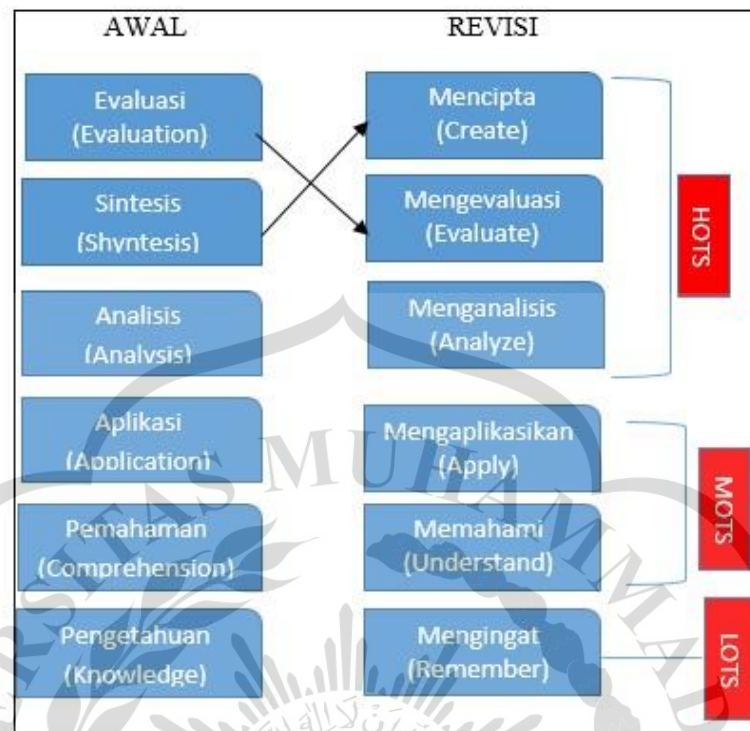 AWAL
REVISI
Evaluasi
(Evaluation)
Mencipta
(Create)
Sintesis
(Shyntesis)
Mengevaluasi
(Evaluate)
HOTS
Analisis
(Analysis)
Menganalisis
(Analyze)
Aplikasi
(Application)
Mengaplikasikan
(Apply)
MOTS
Pemahaman
(Comprehension)
Memahami
(Understand)
Pengetahuan
(Knowledge)
Mengingat
(Remember)
LOTS